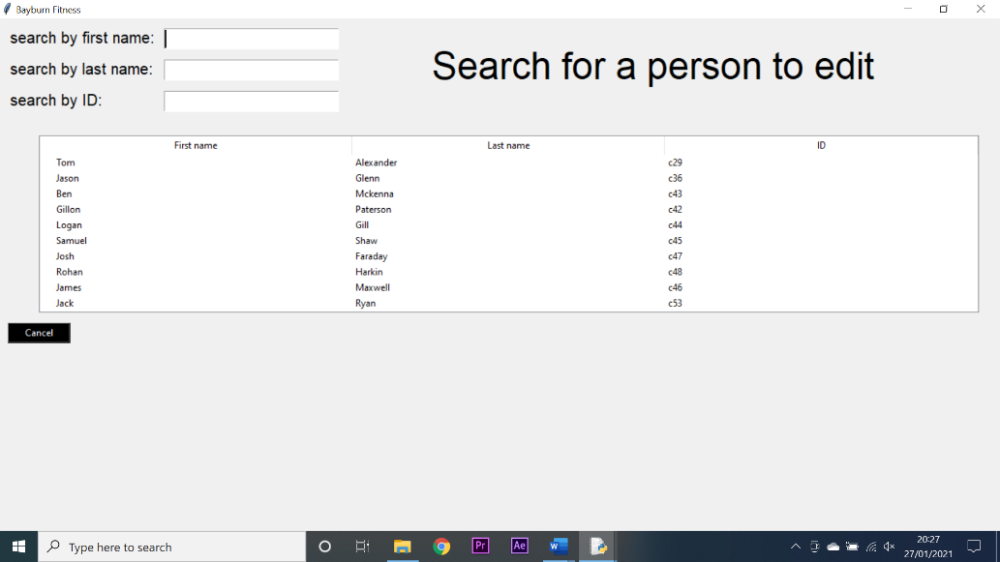 Bayburn Fitness
search by first name:
Search for a person to edit
search by last name:
search by ID:
First name Last name ID
Tom Alexander c29
Jason Glenn c36
Ben Mckenna c43
Gillon Paterson c42
Logan Gill c44
Samuel Shaw c45
Josh Faraday c47
Rohan Harkin c48
James Maxwell c46
Jack Ryan c53
Cancel
Type here to search
Pr
Ae
W
20:27
27/01/2021